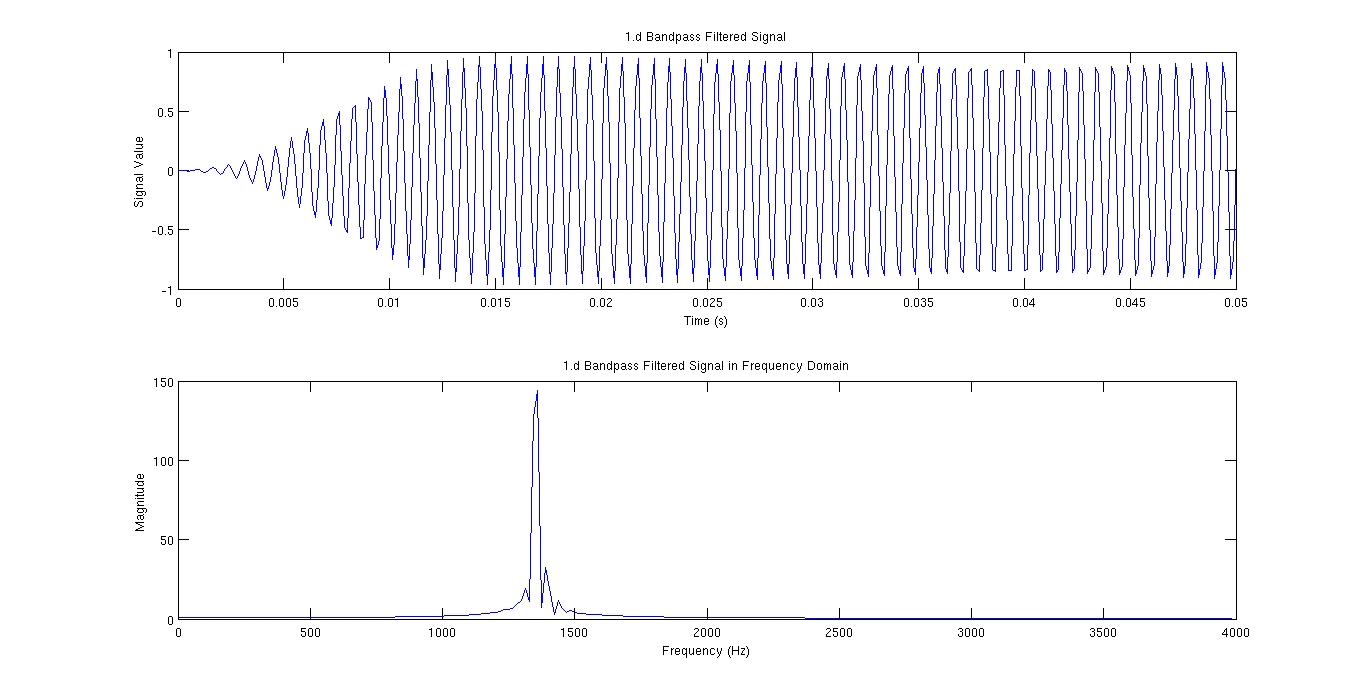 1.d Bandpass Filtered Signal
1
0.5
0
-0.5
-1
Signal Value
0 0.005 0.01 0.015 0.02 0.025 0.03 0.035 0.04 0.045 0.05
Time (s)
1.d Bandpass Filtered Signal in Frequency Domain
150
100
50
0
Magnitude
0 500 1000 1500 2000 2500 3000 3500 4000
Frequency (Hz)